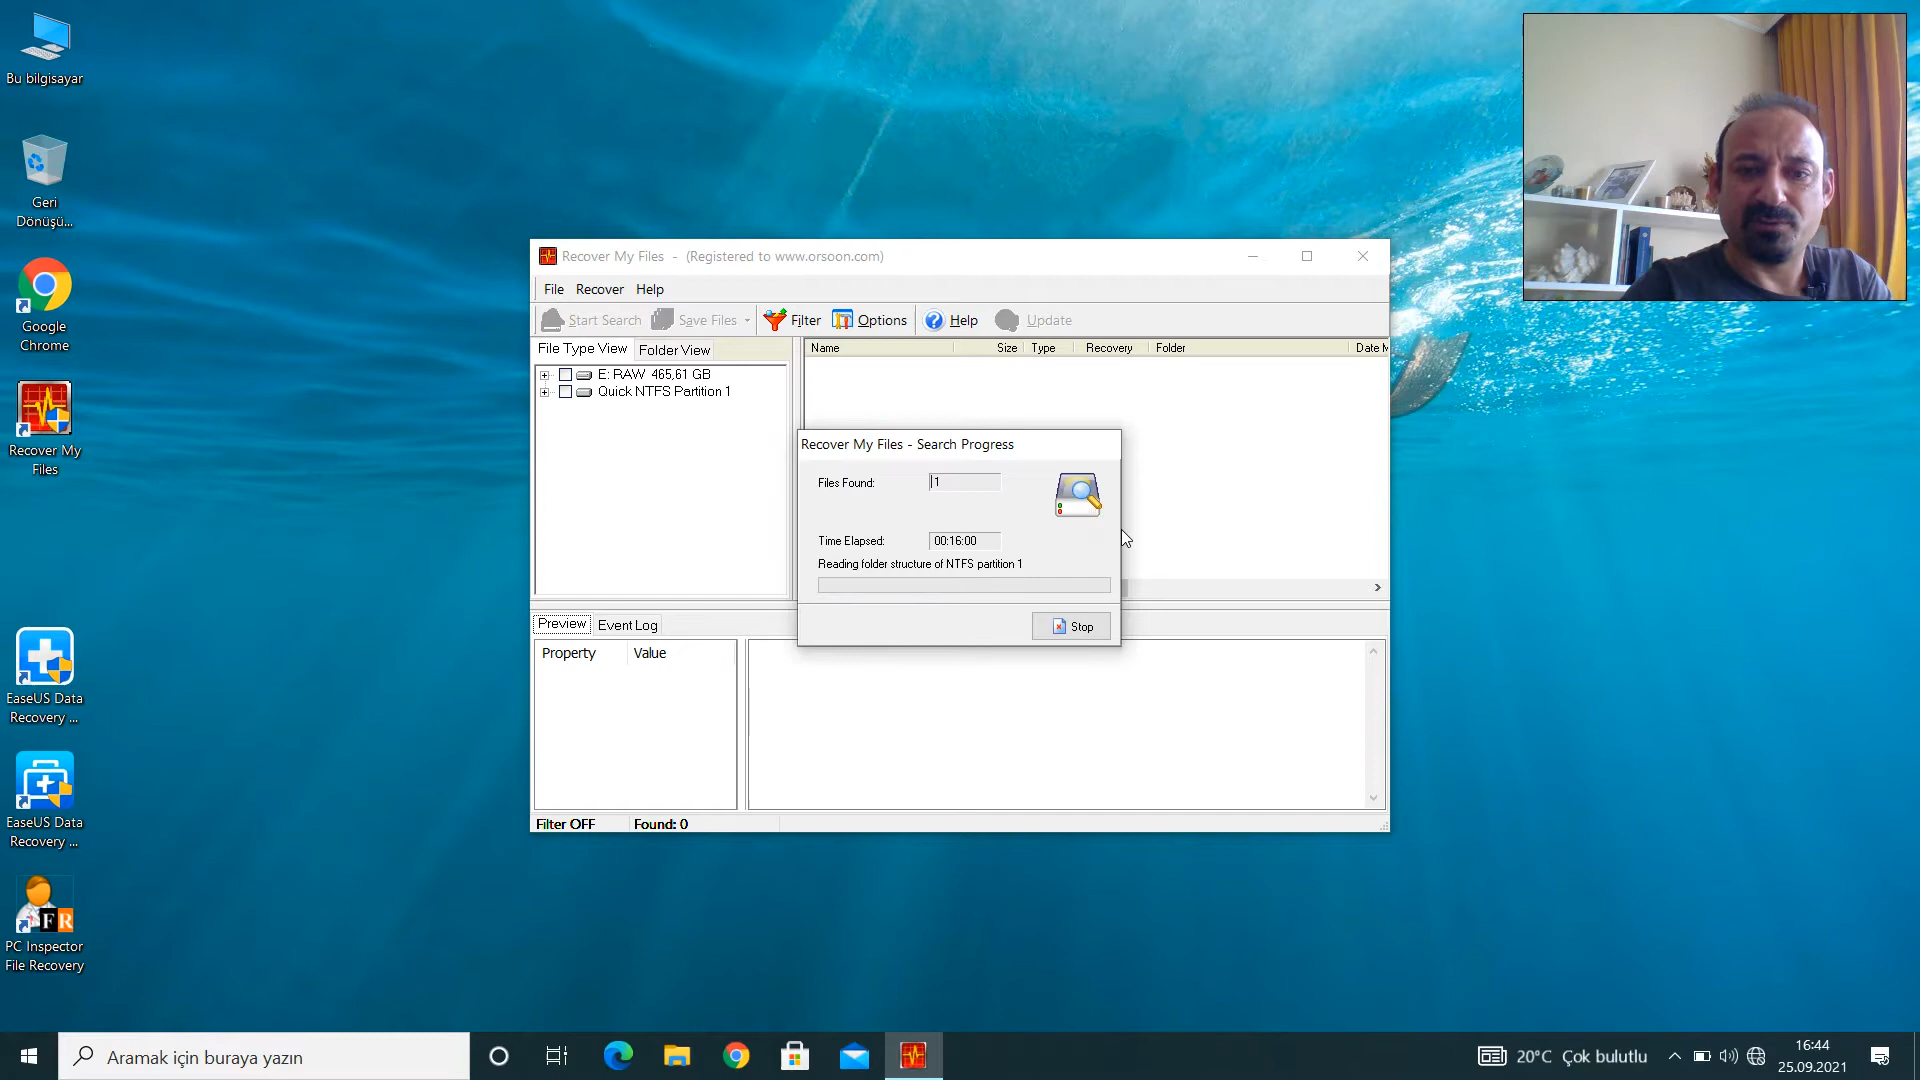 Bu bilgisayar
Geri
Dönüşü...
Google
Chrome
Recover My
Files
EaseUS Data
Recovery ...
EaseUS Data
Recovery ...
FR
PC Inspector
File Recovery
Recover My Files - (Registered to www.orsoon.com)
File Recover Help
Start Search Save Files Filter Options Help Update
File Type View Folder View
Name Size Type Recovery Folder Date M
E: RAW 465,61 GB
Quick NTFS Partition 1
Recover My Files - Search Progress
Files Found: 1
Time Elapsed: 00:16:00
Reading folder structure of NTFS partition 1
Stop
Preview Event Log
Property Value
Filter OFF Found: 0
Aramak için buraya yazın
20°C Çok bulutlu
16:44
25.09.2021